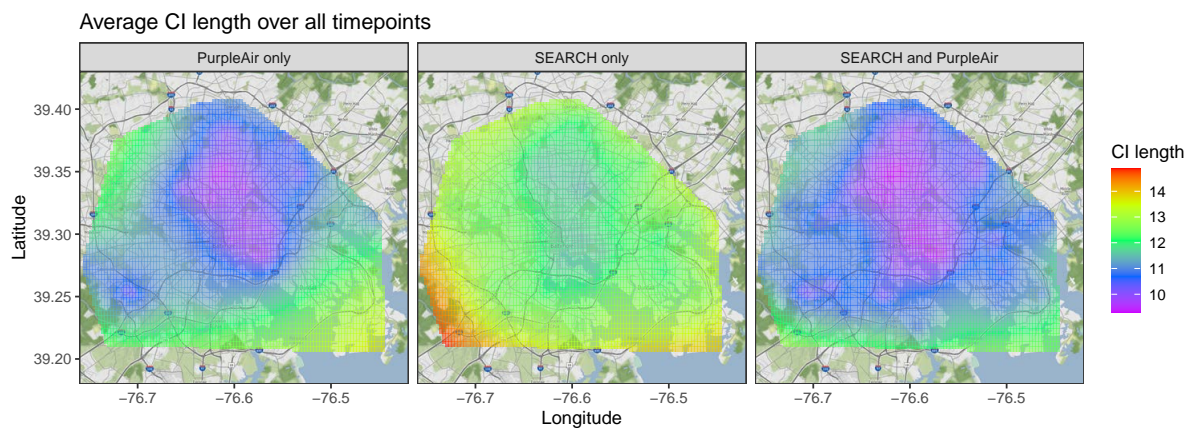 Average CI length over all timepoints
PurpleAir only
SEARCH only
SEARCH and PurpleAir
39.40
39.35
39.30
39.25
39.20
Latitude
−76.7
−76.6
−76.5
−76.7
−76.6
−76.5
−76.7
−76.6
−76.5
Longitude
CI length
14
13
12
11
10